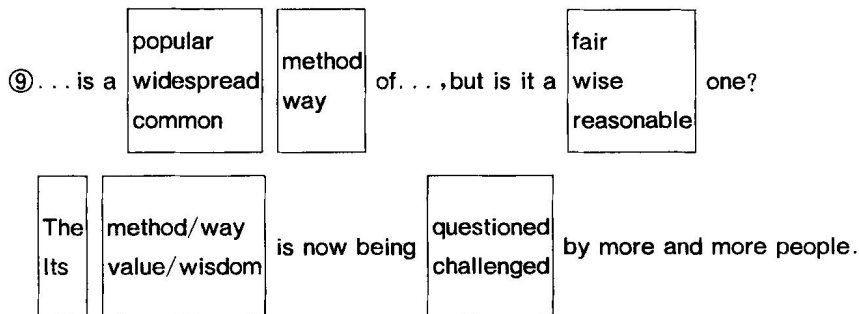 popular fair
method
⑨... is a widespread of..., but is it a wise one?
way
common reasonable
The method/way questioned
is now being by more and more people.
Its value/wisdom challenged